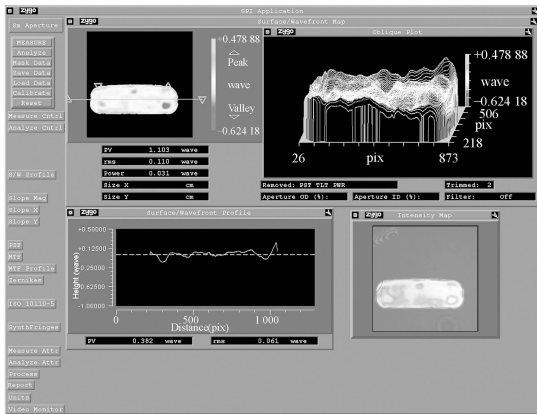 zygo GPS Application
Rm Aperture
MEASURE
Analyze
Mask Data
Save Data
Load Data
Calibrate
Reset
Measure Cntrl
Analyze Cntrl
S/W Profile
Slope Mag
Slope X
Slope Y
PSF
MTF
MTF Profile
Zernikes
ISO 10110-5
SynthFringes
Measure Attr
Analyze Attr
Process
Report
Units
Video Monitor
zygo Surface/Wavefront Map
+0.478 88
Peak
wave
Valley
-0.624 18
PV 1.103 wave
rms 0.110 wave
Power 0.031 wave
Size X cm
Size Y cm
zygo Oblique Plot
+0.478 88
wave
−0.624 18
506
pix
218
26 pix 873
Removed: PST TLT PWR Trimmed: 2
Aperture OD (%): Aperture ID (%): Filter: Off
zygo Surface/Wavefront Profile
Height (wave)
+0.50000
+0.12500
-0.25000
-0.62500
-1.00000
0 500 1 000
Distance(pix)
PV 0.382 wave rms 0.061 wave
zygo Intensity Map